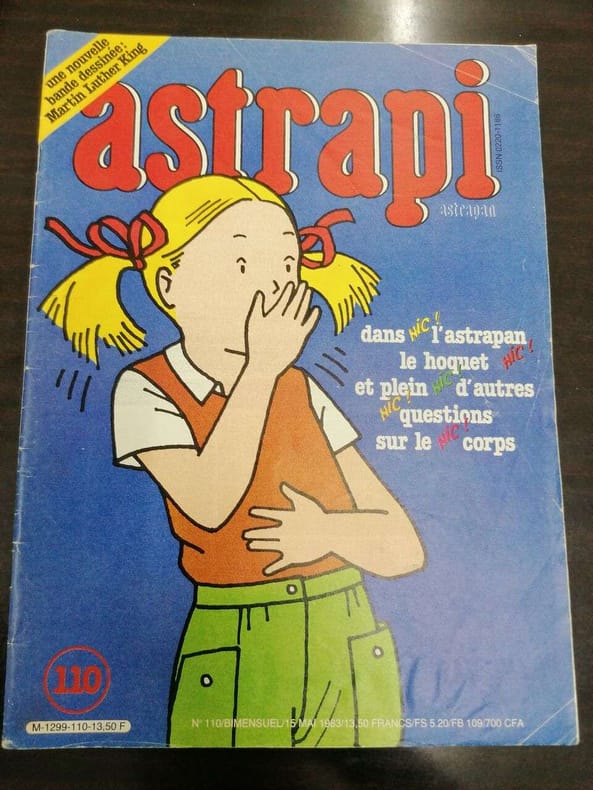 une nouvelle
bande dessinée:
Martin Luther King
astrapi
ISSN 0220-1186
astrapan
dans HIC! l'astrapan
le hoquet HIC!
et plein HIC! d'autres
HIC! questions
sur le HIC! corps
110
M-1299-110-13,50 F
N° 110/BIMENSUEL/15 MAI 1983/13,50 FRANCS/FS 5.20/FB 109/700 CFA